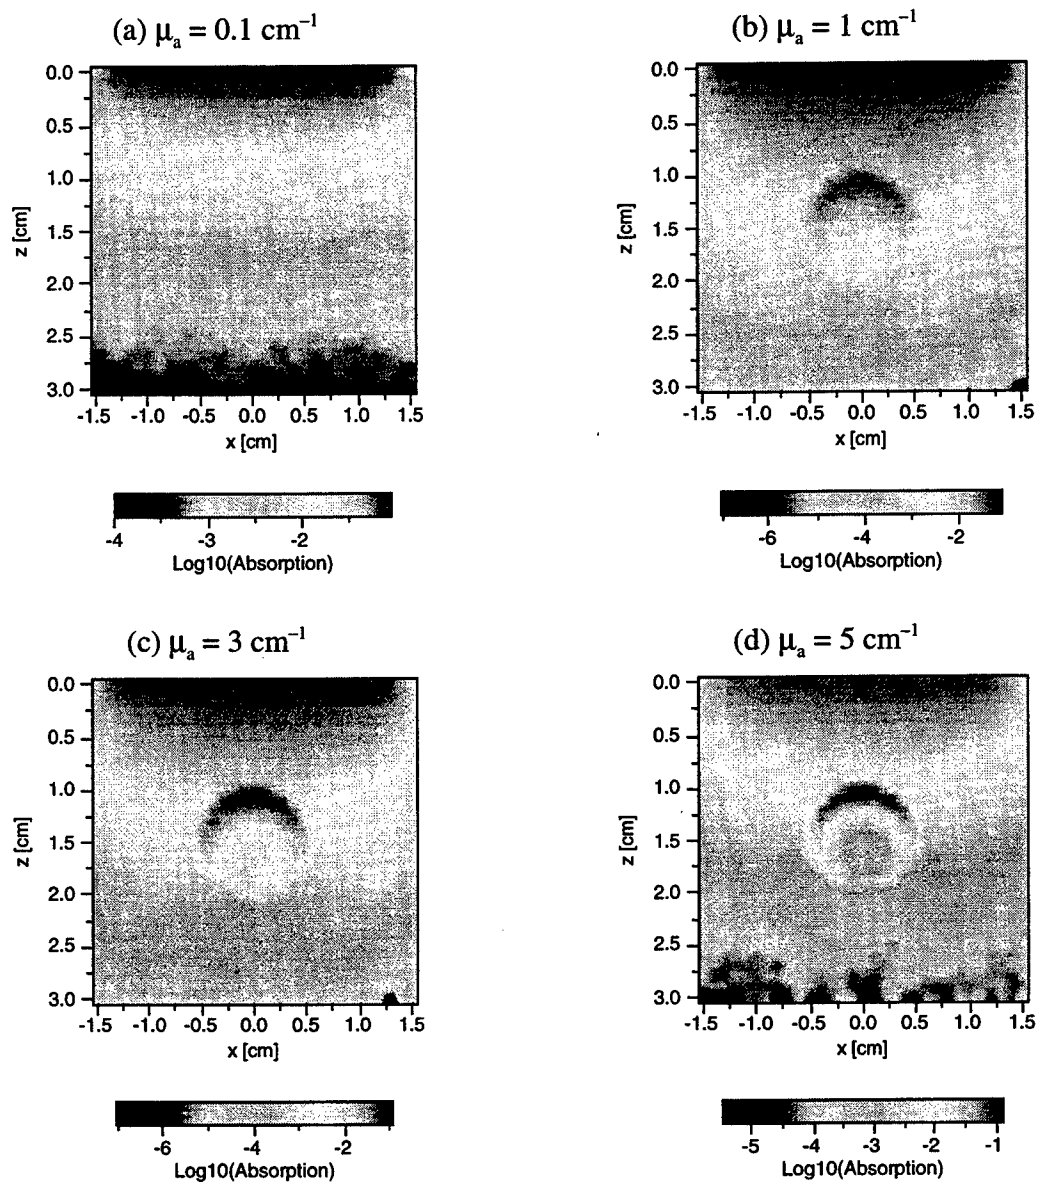 (a) μa = 0.1 cm⁻¹
0.0
0.5
1.0
1.5
2.0
2.5
3.0
z [cm]
-1.5 -1.0 -0.5 0.0 0.5 1.0 1.5
x [cm]
-4 -3 -2
Log10(Absorption)
(b) μa = 1 cm⁻¹
0.0
0.5
1.0
1.5
2.0
2.5
3.0
z [cm]
-1.5 -1.0 -0.5 0.0 0.5 1.0 1.5
x [cm]
-6 -4 -2
Log10(Absorption)
(c) μa = 3 cm⁻¹
0.0
0.5
1.0
1.5
2.0
2.5
3.0
z [cm]
-1.5 -1.0 -0.5 0.0 0.5 1.0 1.5
x [cm]
-6 -4 -2
Log10(Absorption)
(d) μa = 5 cm⁻¹
0.0
0.5
1.0
1.5
2.0
2.5
3.0
z [cm]
-1.5 -1.0 -0.5 0.0 0.5 1.0 1.5
x [cm]
-5 -4 -3 -2 -1
Log10(Absorption)